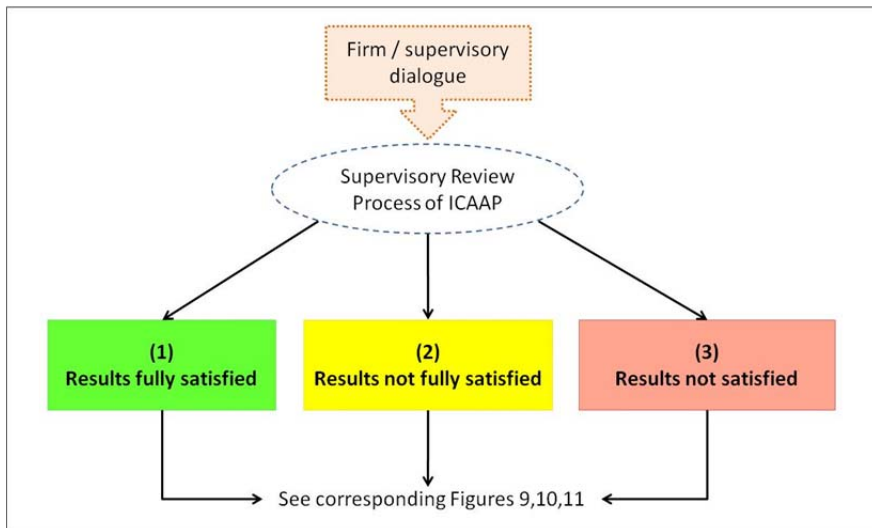 Firm / supervisory
dialogue
Supervisory Review
Process of ICAAP
(1)
Results fully satisfied
(2)
Results not fully satisfied
(3)
Results not satisfied
See corresponding Figures 9,10,11